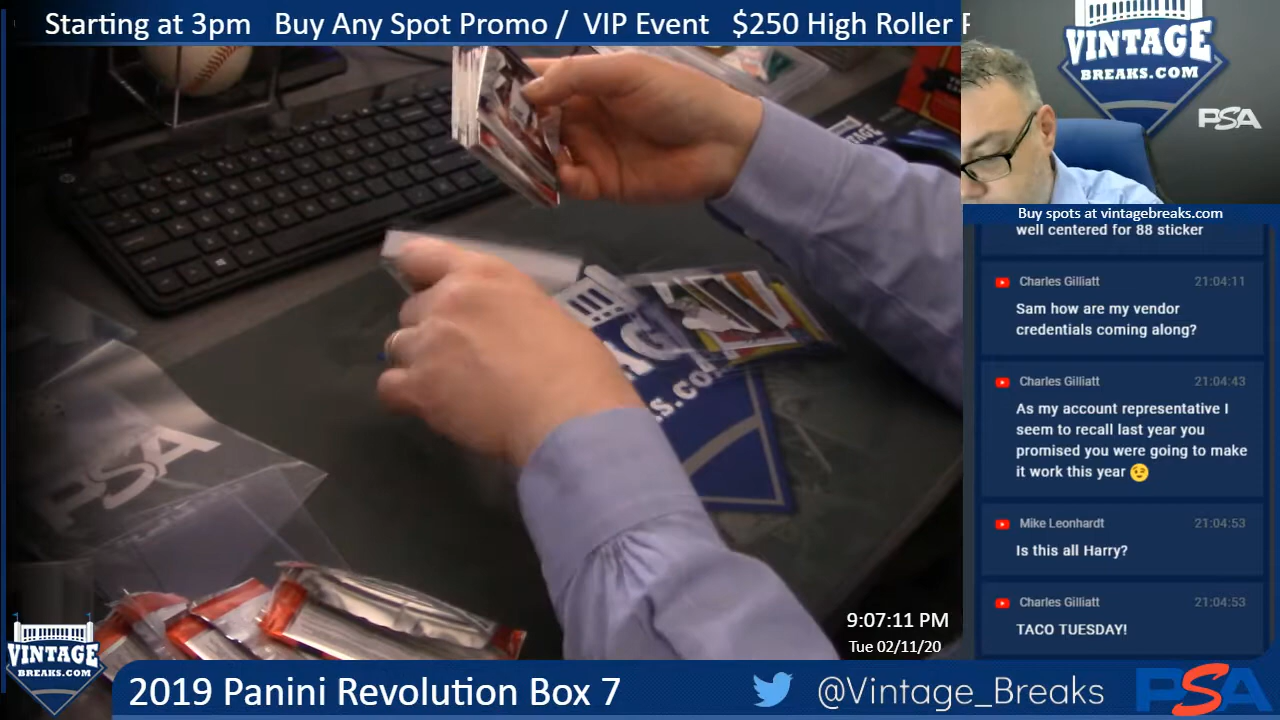 Starting at 3pm Buy Any Spot Promo / VIP Event $250 High Roller
VINTAGE
BREAKS.COM
PSA
Buy spots at vintagebreaks.com
well centered for 88 sticker
Charles Gilliatt 21:04:11
Sam how are my vendor
credentials coming along?
Charles Gilliatt 21:04:43
As my account representative I
seem to recall last year you
promised you were going to make
it work this year 😉
Mike Leonhardt 21:04:53
Is this all Harry?
Charles Gilliatt 21:04:53
TACO TUESDAY!
PSA
9:07:11 PM
Tue 02/11/20
VINTAGE
BREAKS.COM
2019 Panini Revolution Box 7
@Vintage_Breaks
PSA